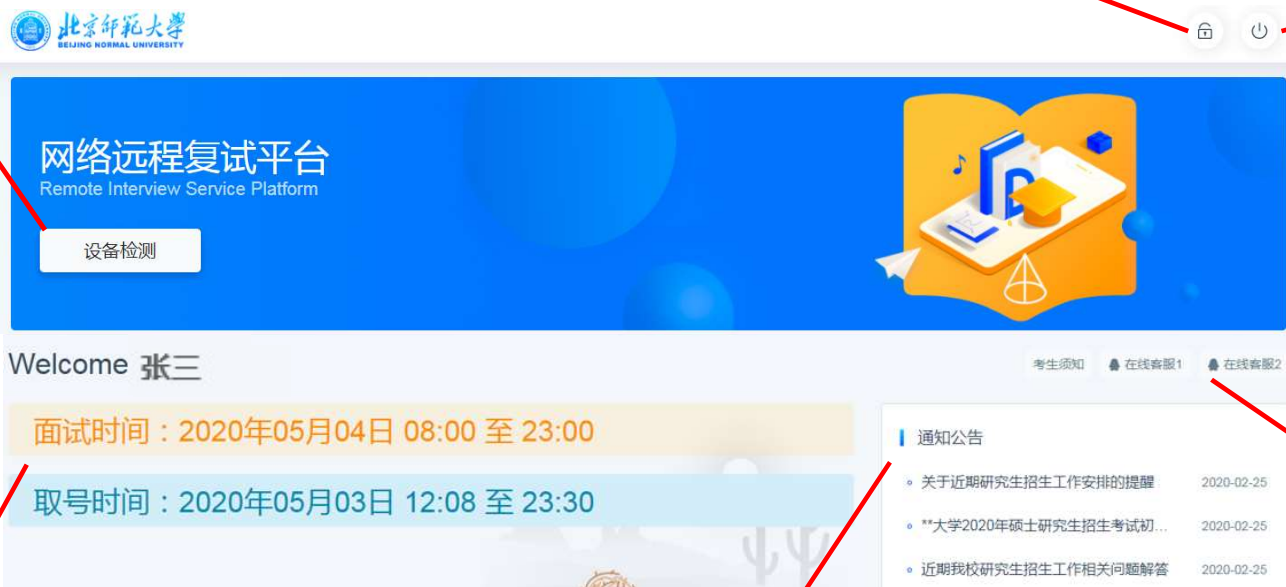 北京师范大学
BEIJING NORMAL UNIVERSITY
网络远程复试平台
Remote Interview Service Platform
设备检测
Welcome 张三
考生须知 在线客服1 在线客服2
面试时间：2020年05月04日 08:00 至 23:00
取号时间：2020年05月03日 12:08 至 23:30
通知公告
关于近期研究生招生工作安排的提醒 2020-02-25
**大学2020年硕士研究生招生考试初... 2020-02-25
近期我校研究生招生工作相关问题解答 2020-02-25